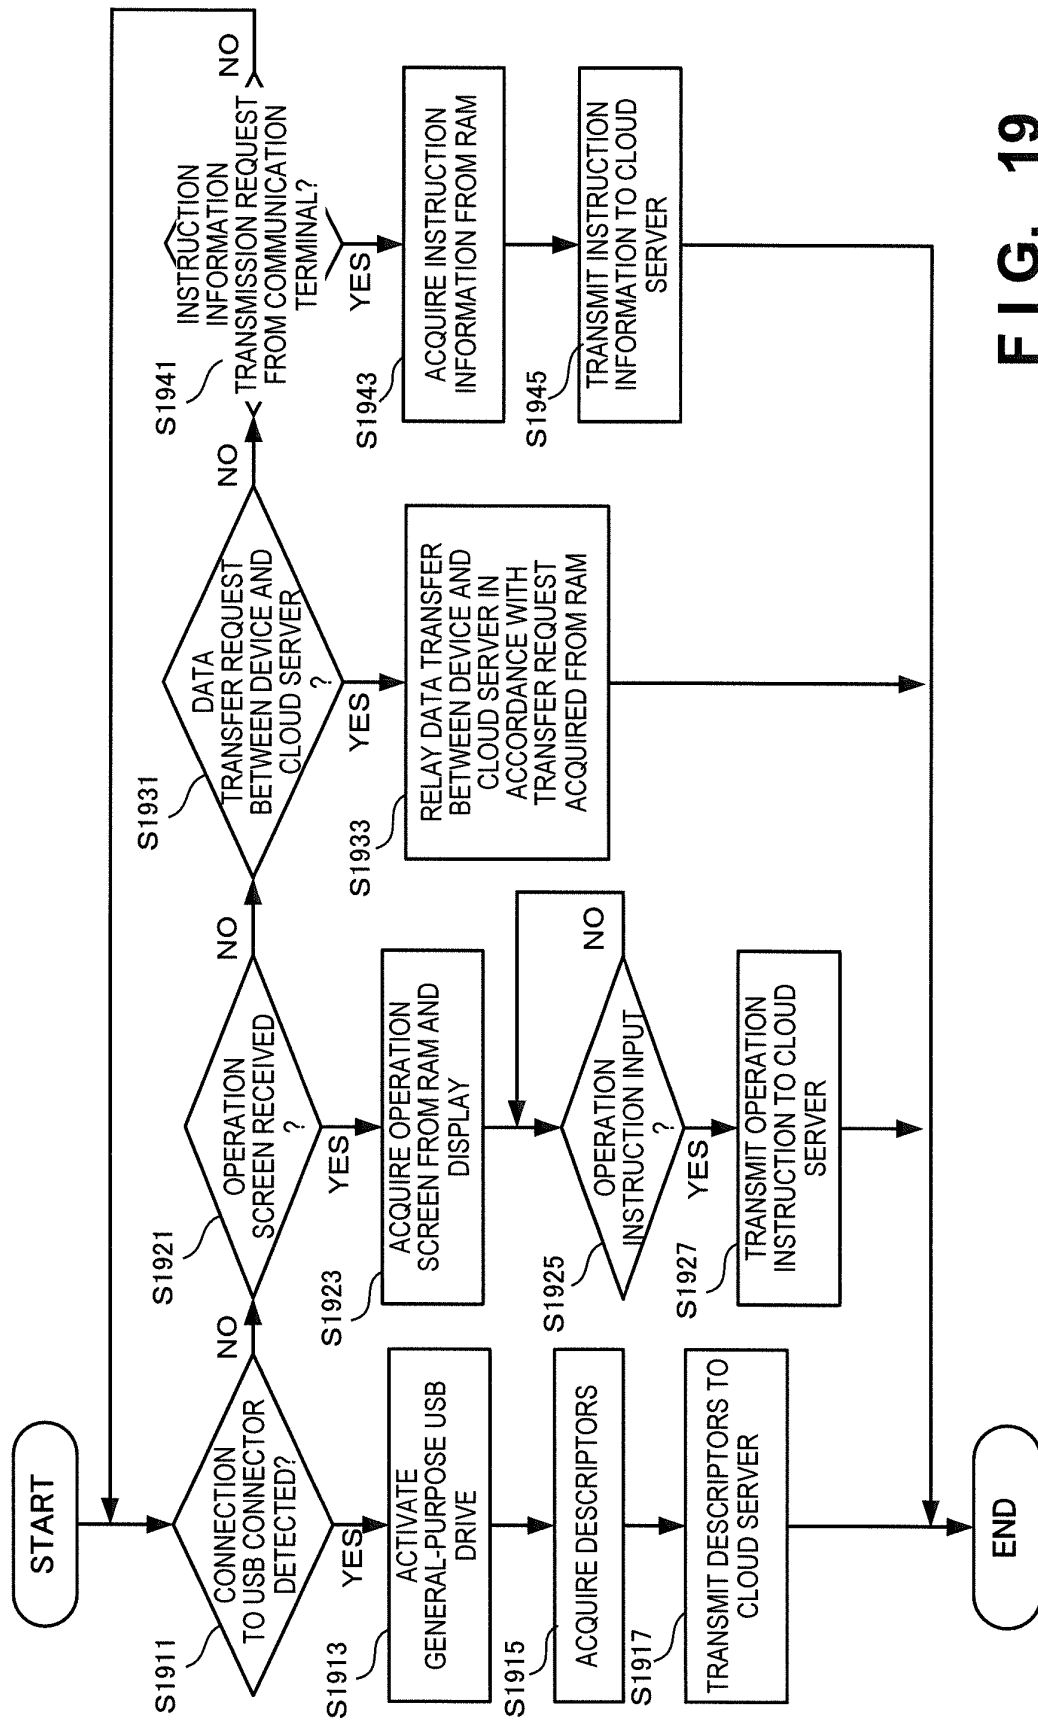 START
S1911
CONNECTION
TO USB CONNECTOR
DETECTED?
NO
YES
S1913
ACTIVATE
GENERAL-PURPOSE USB
DRIVE
S1915
ACQUIRE DESCRIPTORS
S1917
TRANSMIT DESCRIPTORS TO
CLOUD SERVER
S1921
OPERATION
SCREEN RECEIVED
?
NO
YES
S1923
ACQUIRE OPERATION
SCREEN FROM RAM AND
DISPLAY
S1925
OPERATION
INSTRUCTION INPUT
?
NO
YES
S1927
TRANSMIT OPERATION
INSTRUCTION TO CLOUD
SERVER
S1931
DATA
TRANSFER REQUEST
BETWEEN DEVICE AND
CLOUD SERVER
?
NO
YES
S1933
RELAY DATA TRANSFER
BETWEEN DEVICE AND
CLOUD SERVER IN
ACCORDANCE WITH
TRANSFER REQUEST
ACQUIRED FROM RAM
S1941
INSTRUCTION
INFORMATION
TRANSMISSION REQUEST
FROM COMMUNICATION
TERMINAL?
NO
YES
S1943
ACQUIRE INSTRUCTION
INFORMATION FROM RAM
S1945
TRANSMIT INSTRUCTION
INFORMATION TO CLOUD
SERVER
END
FIG. 19